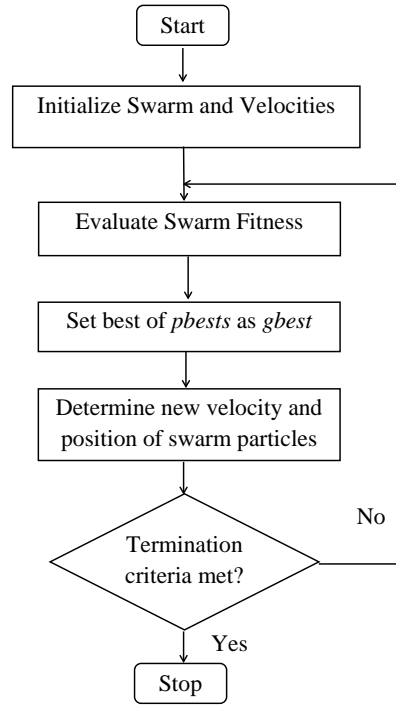 Start
Initialize Swarm and Velocities
Evaluate Swarm Fitness
Set best of pbests as gbest
Determine new velocity and
position of swarm particles
Termination
criteria met?
No
Yes
Stop